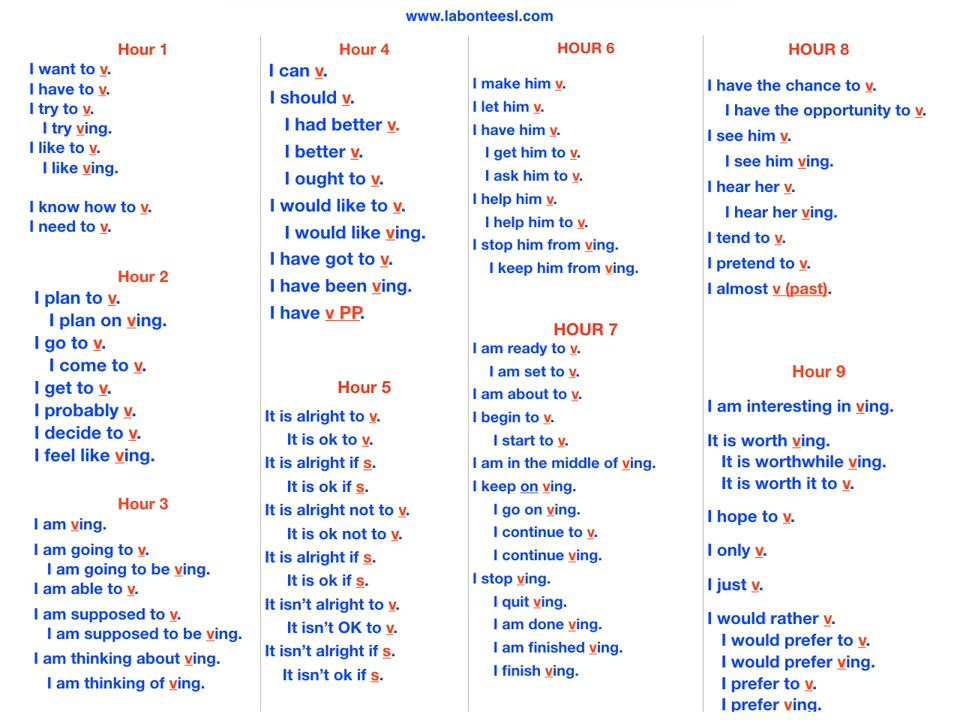 www.labonteesl.com
Hour 1
I want to v.
I have to v.
I try to v.
I try ving.
I like to v.
I like ving.
I know how to v.
I need to v.
Hour 2
I plan to v.
I plan on ving.
I go to v.
I come to v.
I get to v.
I probably v.
I decide to v.
I feel like ving.
Hour 3
I am ving.
I am going to v.
I am going to be ving.
I am able to v.
I am supposed to v.
I am supposed to be ving.
I am thinking about ving.
I am thinking of ving.
Hour 4
I can v.
I should v.
I had better v.
I better v.
I ought to v.
I would like to v.
I would like ving.
I have got to v.
I have been ving.
I have v PP.
Hour 5
It is alright to v.
It is ok to v.
It is alright if s.
It is ok if s.
It is alright not to v.
It is ok not to v.
It is alright if s.
It is ok if s.
It isn't alright to v.
It isn't OK to v.
It isn't alright if s.
It isn't ok if s.
HOUR 6
I make him v.
I let him v.
I have him v.
I get him to v.
I ask him to v.
I help him v.
I help him to v.
I stop him from ving.
I keep him from ving.
HOUR 7
I am ready to v.
I am set to v.
I am about to v.
I begin to v.
I start to v.
I am in the middle of ving.
I keep on ving.
I go on ving.
I continue to v.
I continue ving.
I stop ving.
I quit ving.
I am done ving.
I am finished ving.
I finish ving.
HOUR 8
I have the chance to v.
I have the opportunity to v.
I see him v.
I see him ving.
I hear her v.
I hear her ving.
I tend to v.
I pretend to v.
I almost v (past).
Hour 9
I am interesting in ving.
It is worth ving.
It is worthwhile ving.
It is worth it to v.
I hope to v.
I only v.
I just v.
I would rather v.
I would prefer to v.
I would prefer ving.
I prefer to v.
I prefer ving.